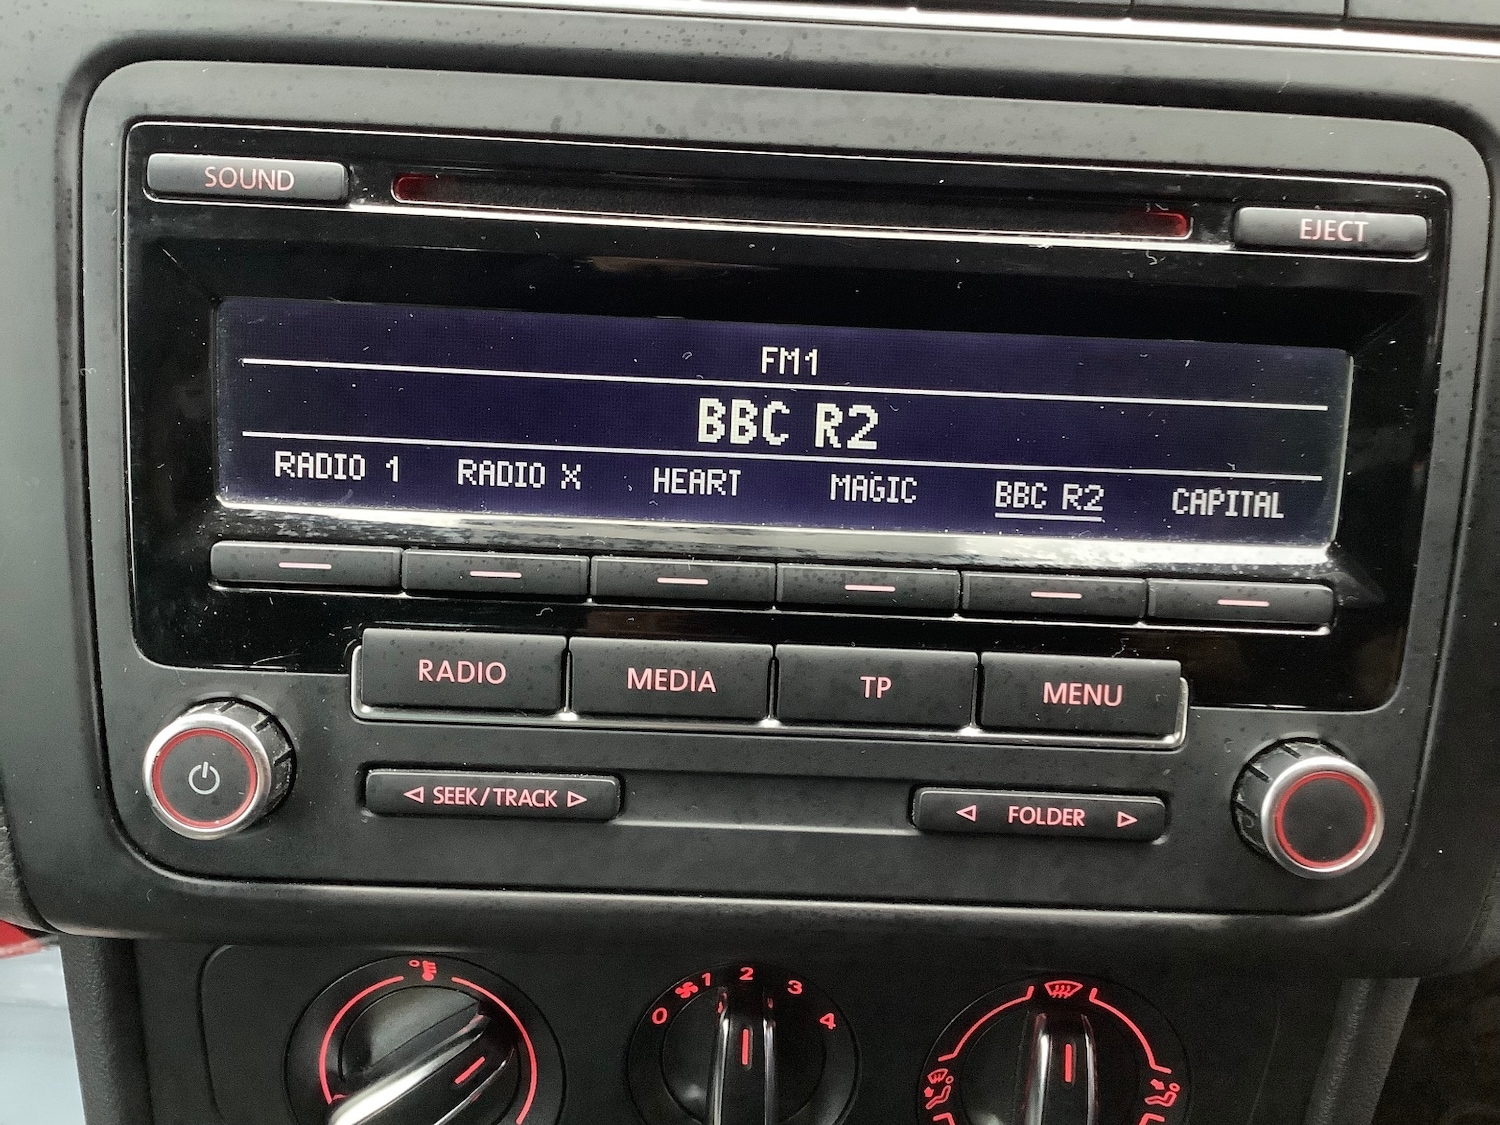 SOUND
EJECT
FM1
BBC R2
RADIO 1 RADIO X HEART MAGIC BBC R2 CAPITAL
RADIO MEDIA TP MENU
SEEK/TRACK
FOLDER
0 1 2 3 4